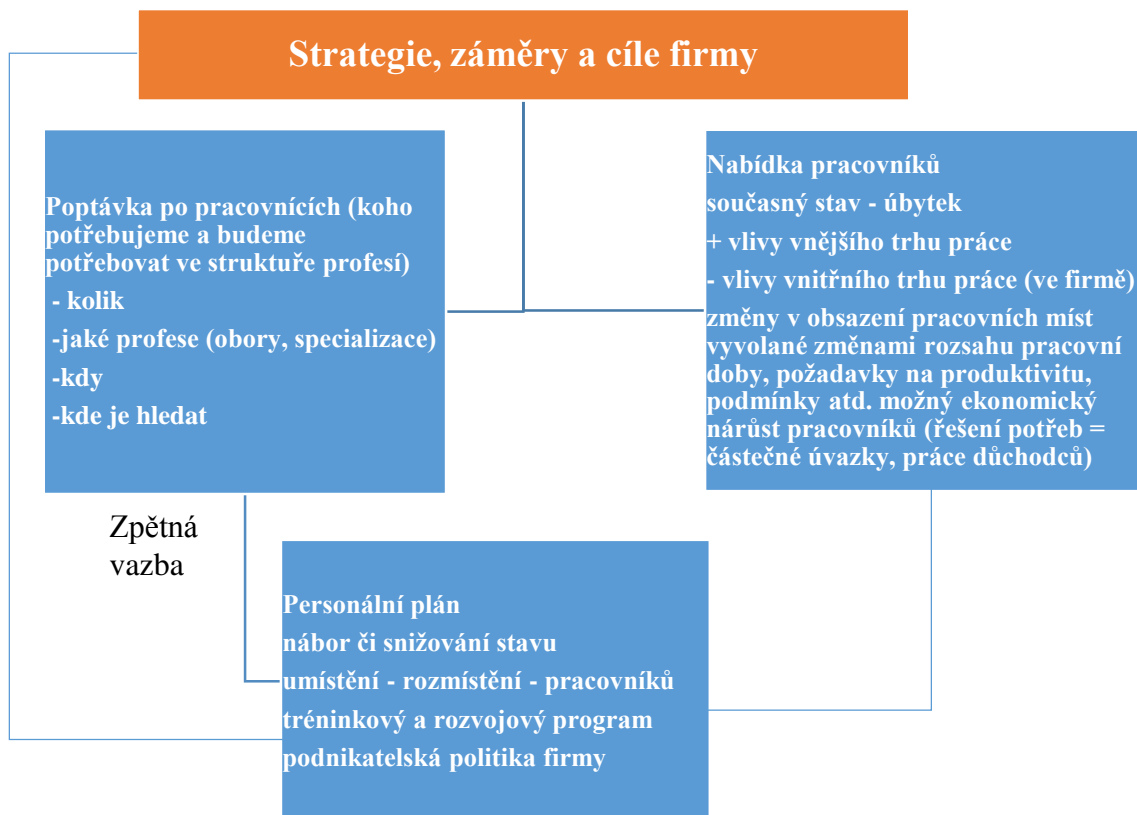 Strategie, záměry a cíle firmy
Poptávka po pracovnících (koho
potřebujeme a budeme
potřebovat ve struktuře profesí)
- kolik
-jaké profese (obory, specializace)
-kdy
-kde je hledat
Nabídka pracovníků
současný stav - úbytek
+ vlivy vnějšího trhu práce
- vlivy vnitřního trhu práce (ve firmě)
změny v obsazení pracovních míst
vyvolané změnami rozsahu pracovní
doby, požadavky na produktivitu,
podmínky atd. možný ekonomický
nárůst pracovníků (řešení potřeb =
částečné úvazky, práce důchodců)
Zpětná
vazba
Personální plán
nábor či snižování stavu
umístění - rozmístění - pracovníků
tréninkový a rozvojový program
podnikatelská politika firmy